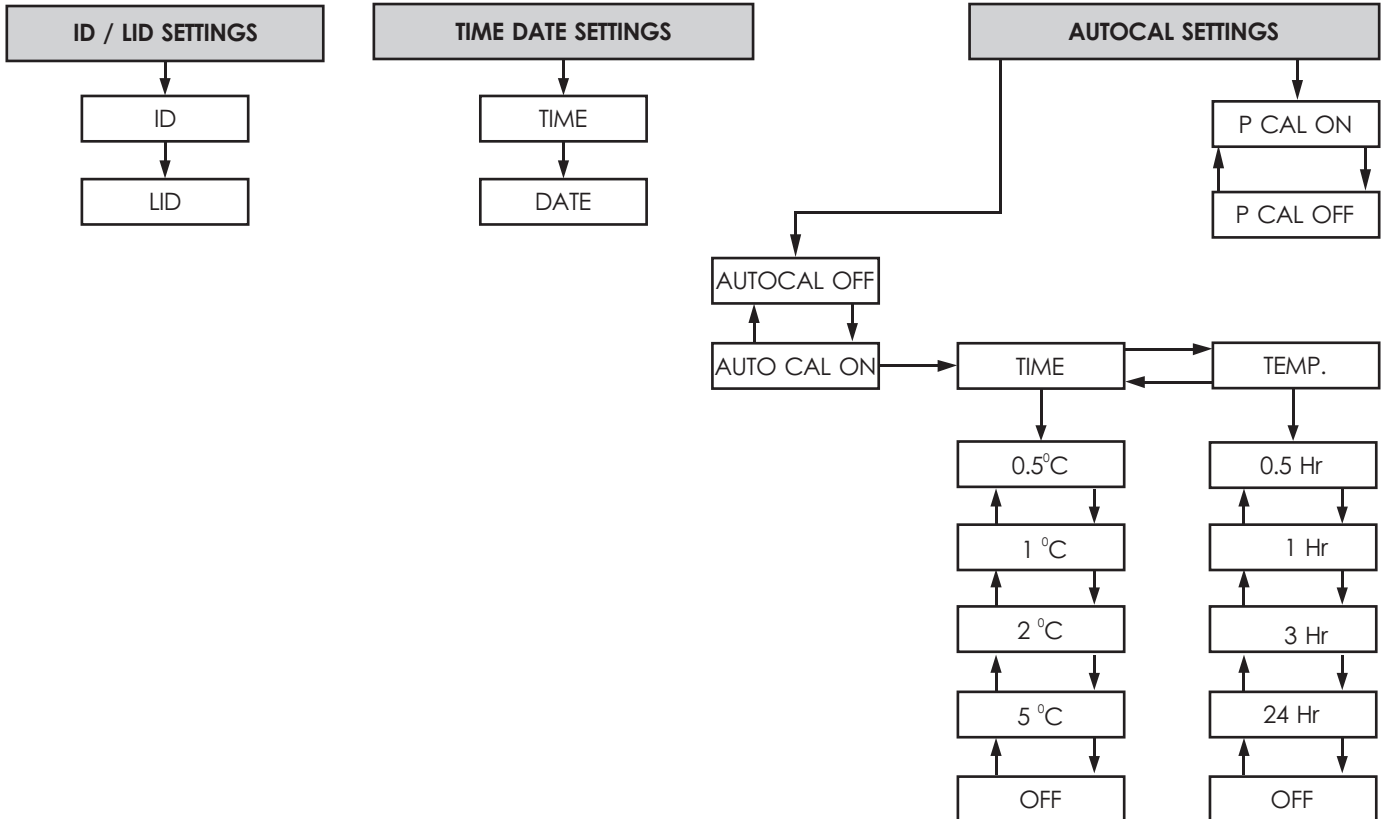 ID / LID SETTINGS
ID
LID
TIME DATE SETTINGS
TIME
DATE
AUTOCAL SETTINGS
P CAL ON
P CAL OFF
AUTOCAL OFF
AUTO CAL ON
TIME
TEMP.
0.5⁰C
0.5 Hr
1 ⁰C
1 Hr
2 ⁰C
3 Hr
5 ⁰C
24 Hr
OFF
OFF